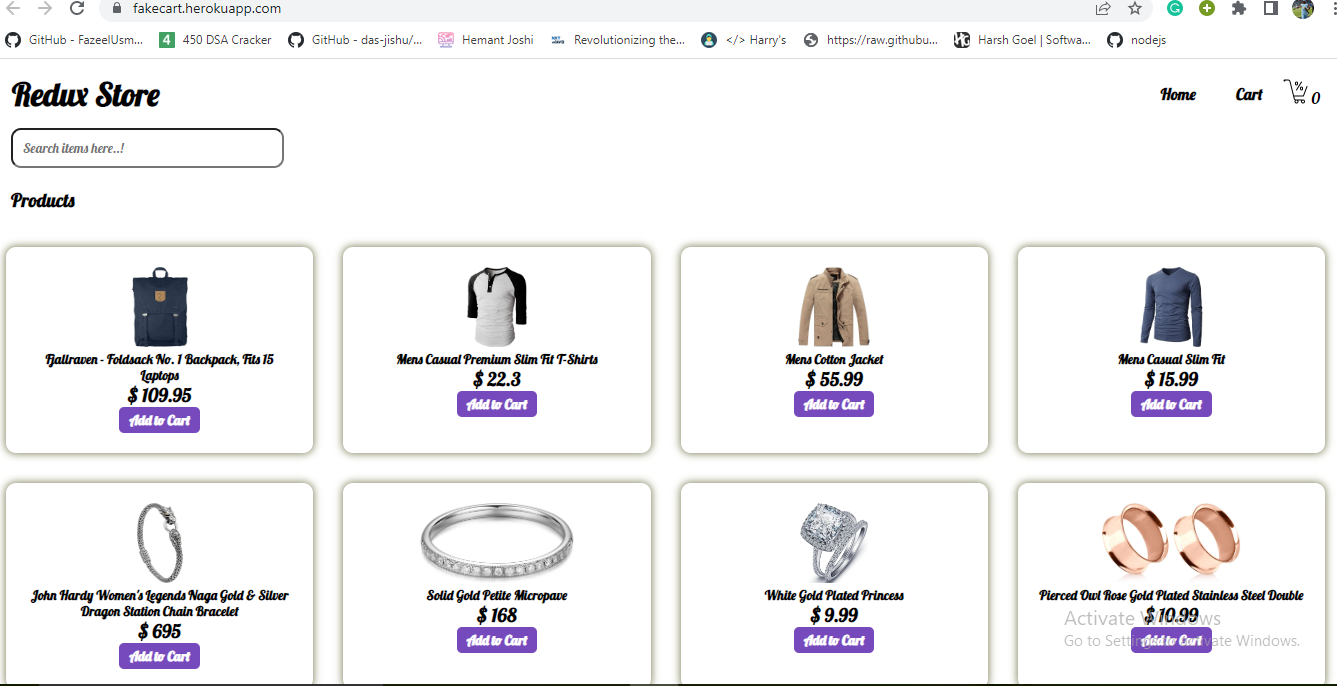 fakecart.herokuapp.com
GitHub - FazeelUsm...
4 450 DSA Cracker
GitHub - das-jishu/...
Hemant Joshi
Revolutionizing the...
</> Harry's
https://raw.githubu...
Harsh Goel | Softwa...
nodejs
Redux Store
Home
Cart
0
Search items here..!
Products
Fjallraven - Foldsack No. 1 Backpack, Fits 15
Laptops
$ 109.95
Add to Cart
Mens Casual Premium Slim Fit T-Shirts
$ 22.3
Add to Cart
Mens Cotton Jacket
$ 55.99
Add to Cart
Mens Casual Slim Fit
$ 15.99
Add to Cart
John Hardy Women's Legends Naga Gold & Silver
Dragon Station Chain Bracelet
$ 695
Add to Cart
Solid Gold Petite Micropave
$ 168
Add to Cart
White Gold Plated Princess
$ 9.99
Add to Cart
Pierced Owl Rose Gold Plated Stainless Steel Double
$ 10.99
Add to Cart
Activate Windows
Go to Settings to activate Windows.